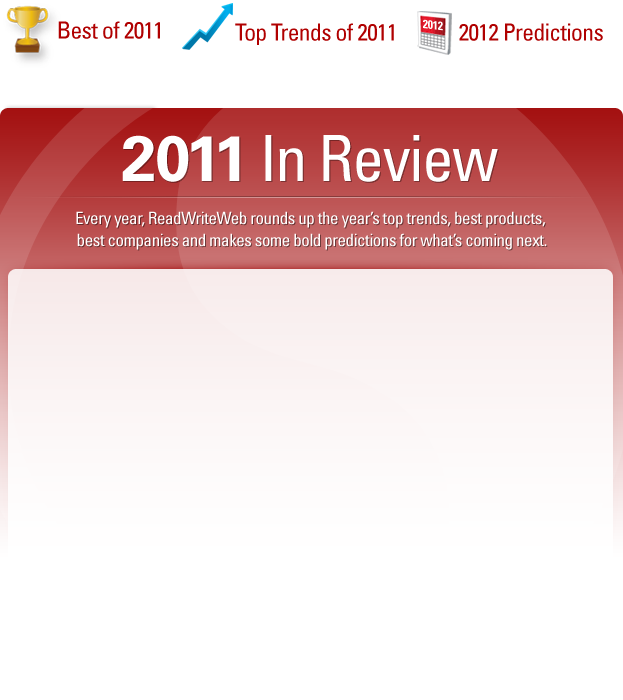 Best of 2011
Top Trends of 2011
2012
2012 Predictions
2011 In Review
Every year, ReadWriteWeb rounds up the year's top trends, best products,
best companies and makes some bold predictions for what's coming next.